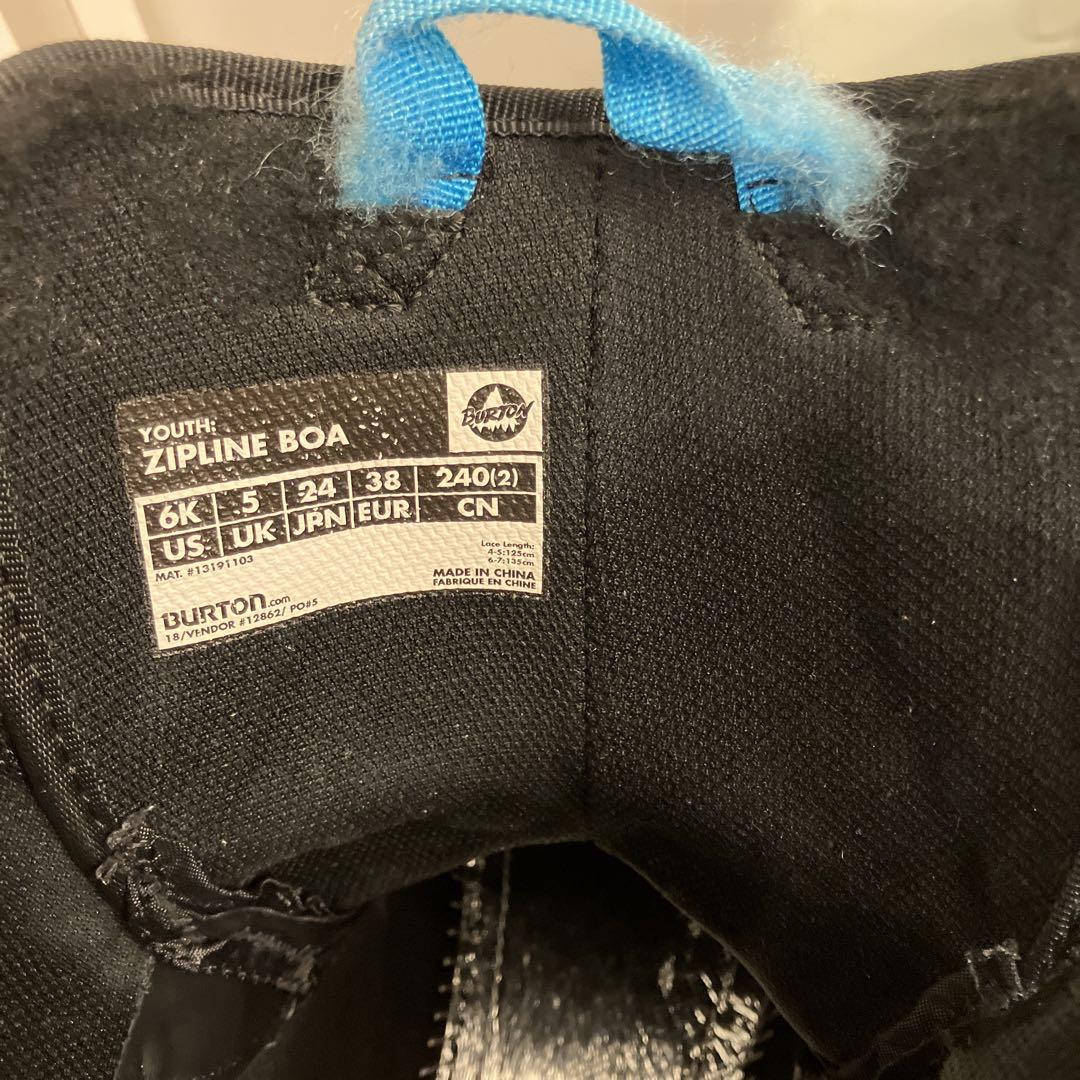 YOUTH:
ZIPLINE BOA
BURTON
6K 5 24 38 240(2)
US UK JPN EUR CN
MAT. #13191103
Lace Length:
4-5:125cm
6-7:135cm
MADE IN CHINA
FABRIQUE EN CHINE
BURTON.com
18/VENDOR #12862/ PO#5